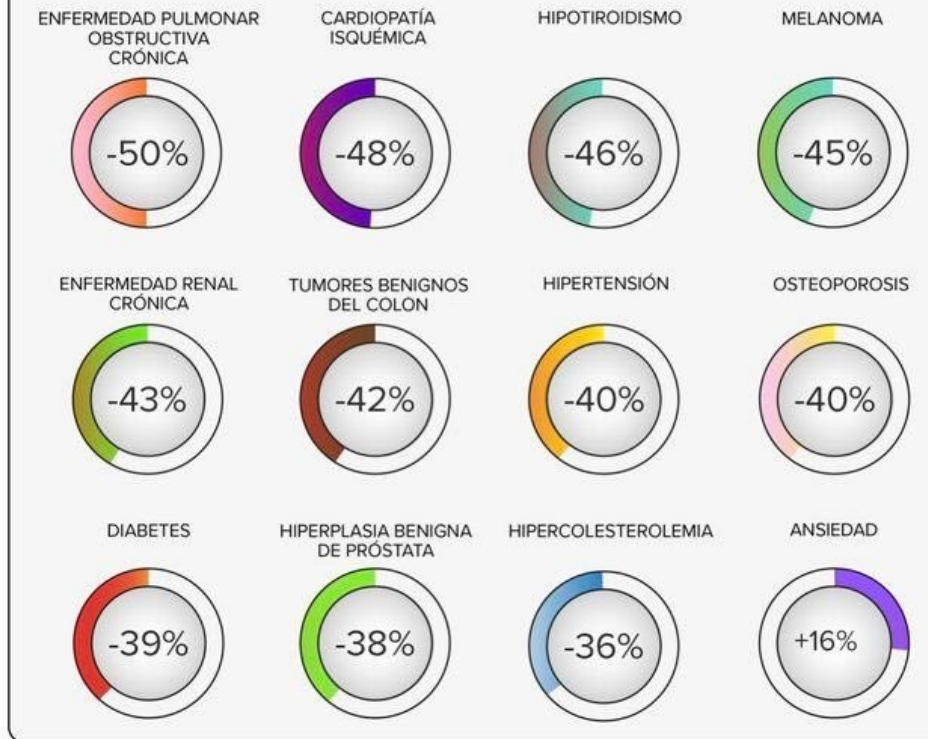 ENFERMEDAD PULMONAR
OBSTRUCTIVA
CRÓNICA
-50%
CARDIOPATÍA
ISQUÉMICA
-48%
HIPOTIROIDISMO
-46%
MELANOMA
-45%
ENFERMEDAD RENAL
CRÓNICA
-43%
TUMORES BENIGNOS
DEL COLON
-42%
HIPERTENSIÓN
-40%
OSTEOPOROSIS
-40%
DIABETES
-39%
HIPERPLASIA BENIGNA
DE PRÓSTATA
-38%
HIPERCOLESTEROLEMIA
-36%
ANSIEDAD
+16%